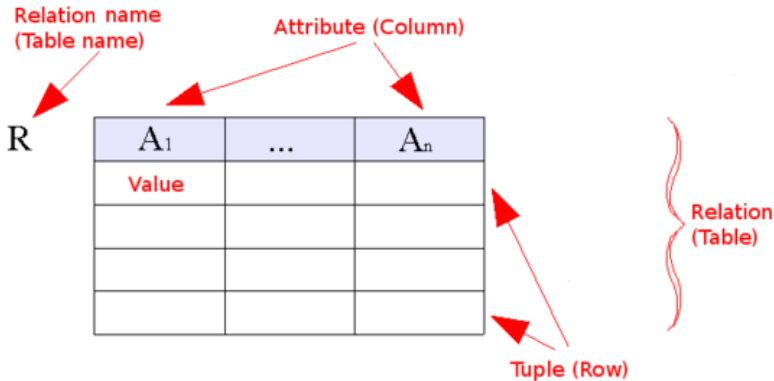 Relation name
(Table name)
Attribute (Column)
R
A₁ ... Aₙ
Value
Relation
(Table)
Tuple (Row)